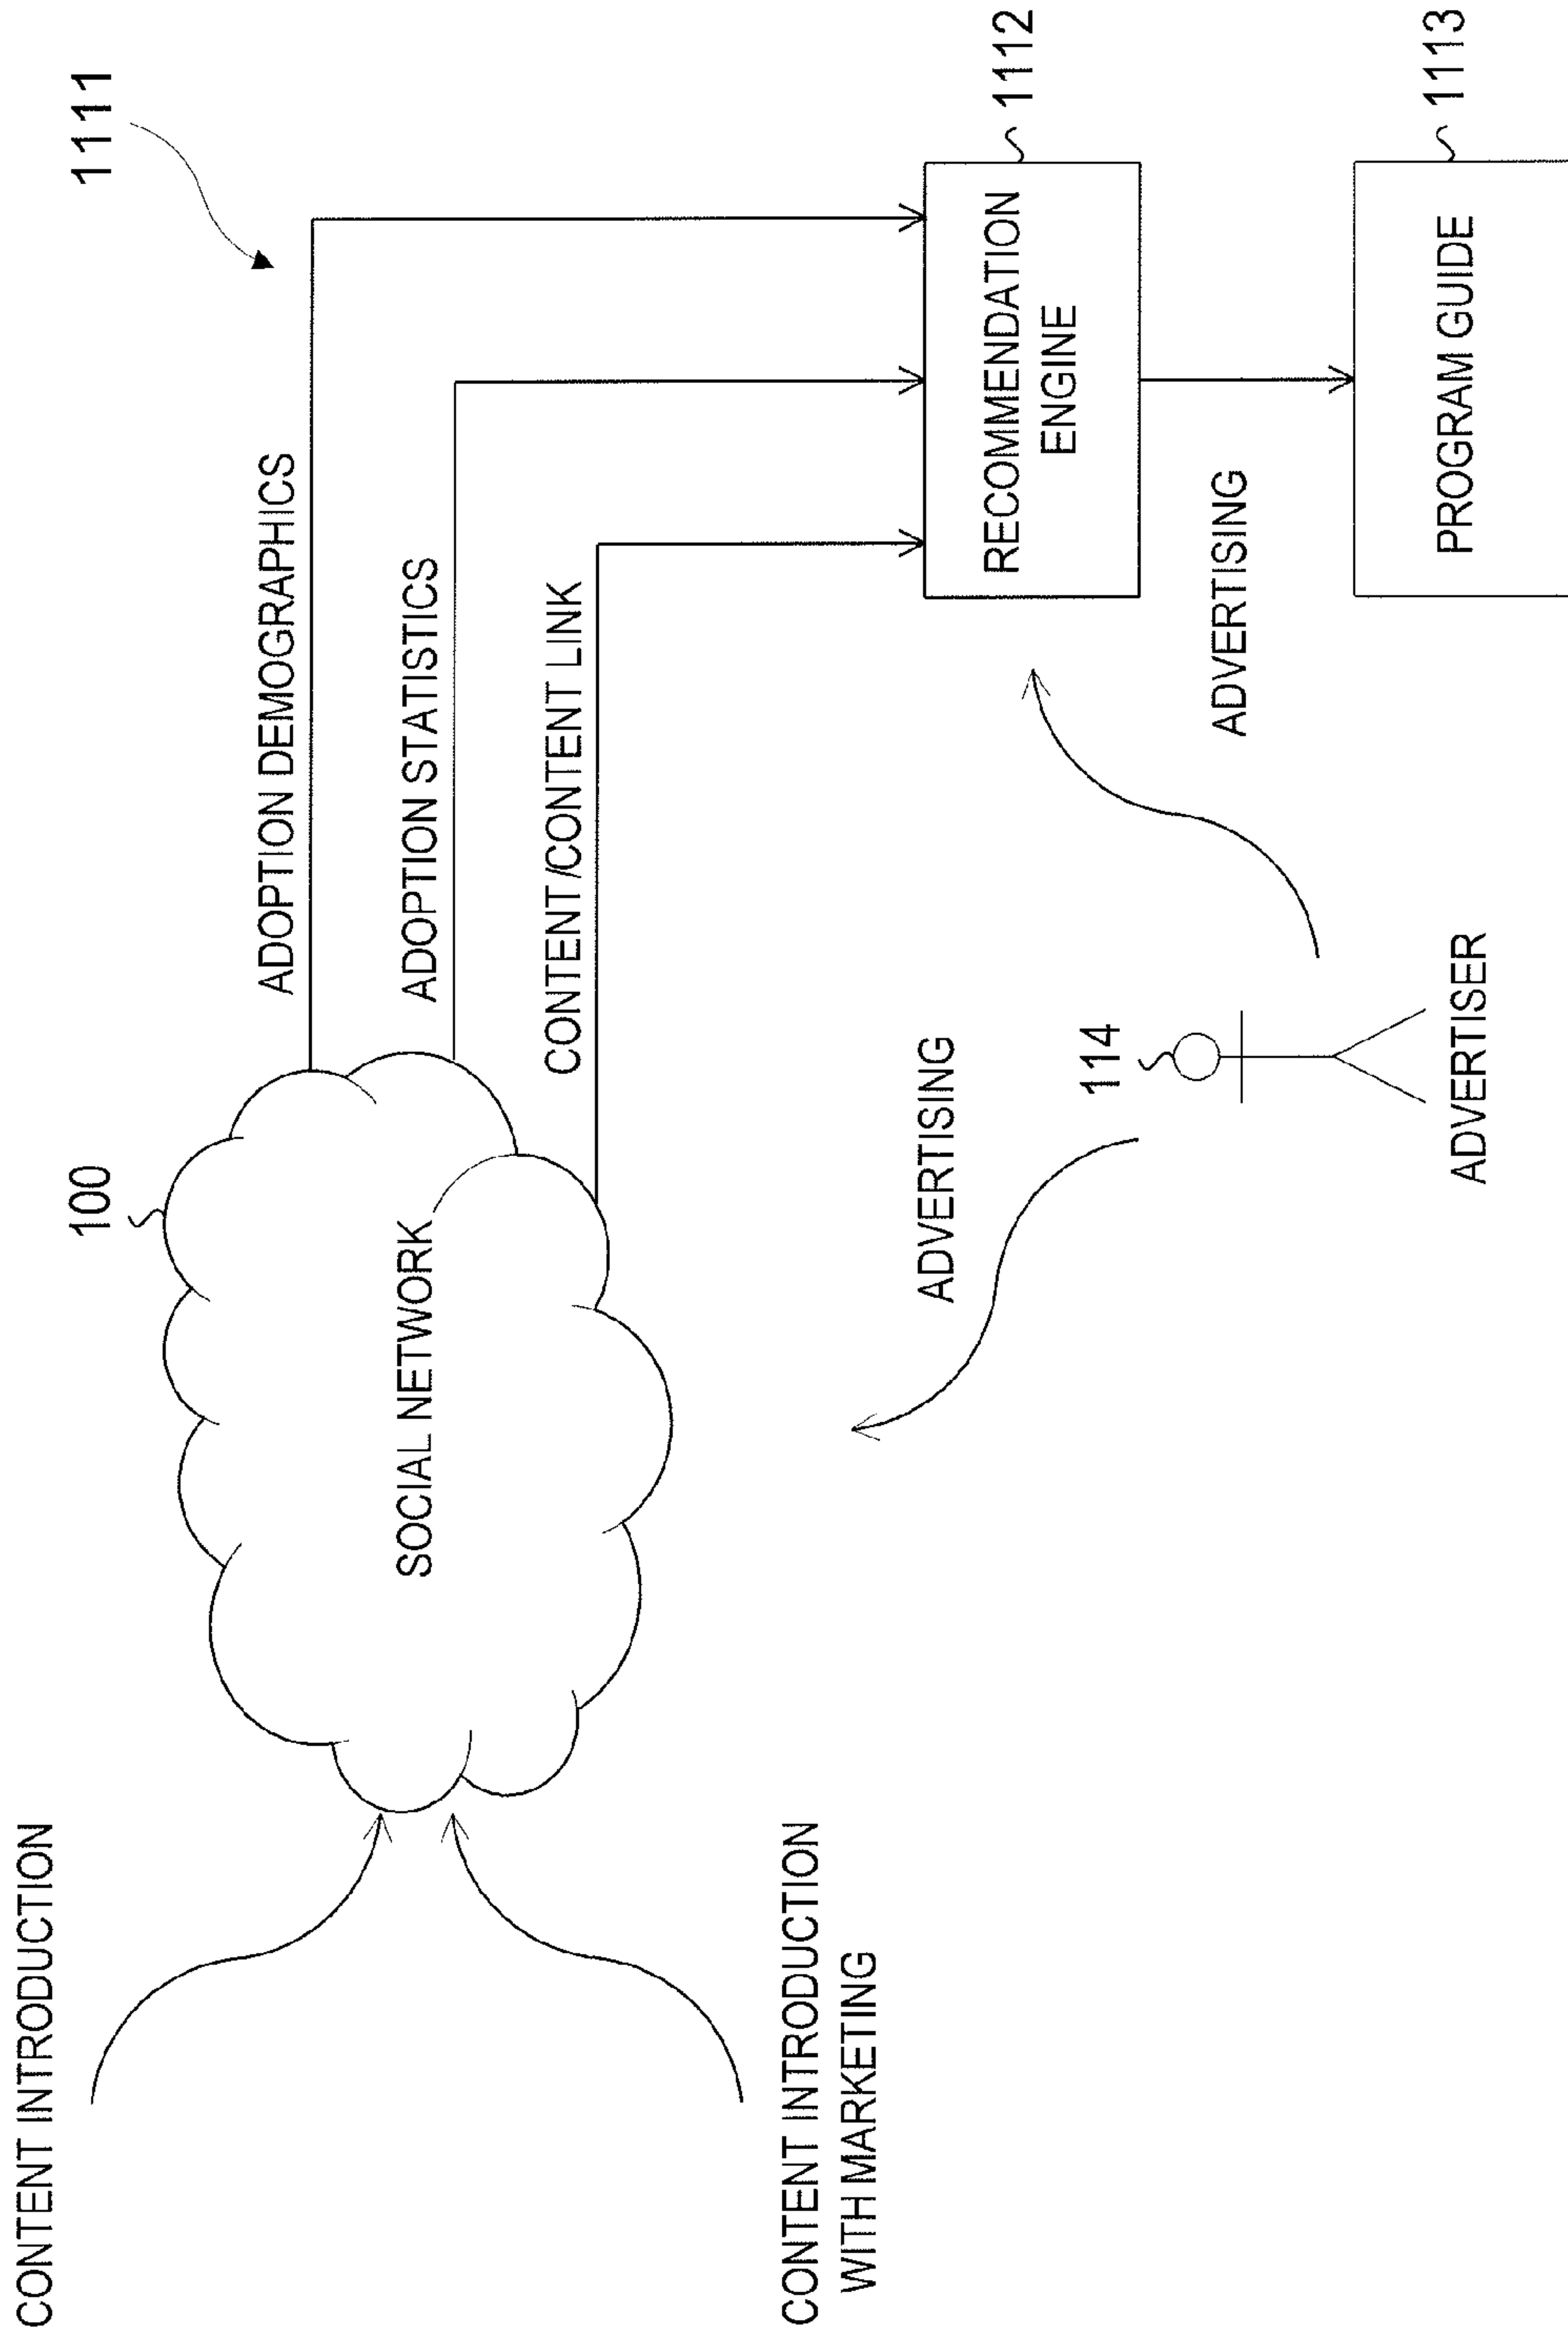 1111
ADOPTION DEMOGRAPHICS
100
ADOPTION STATISTICS
CONTENT/CONTENT LINK
CONTENT INTRODUCTION
SOCIAL NETWORK
CONTENT INTRODUCTION
WITH MARKETING
ADVERTISING
RECOMMENDATION
ENGINE
1112
114
ADVERTISING
ADVERTISER
PROGRAM GUIDE
1113